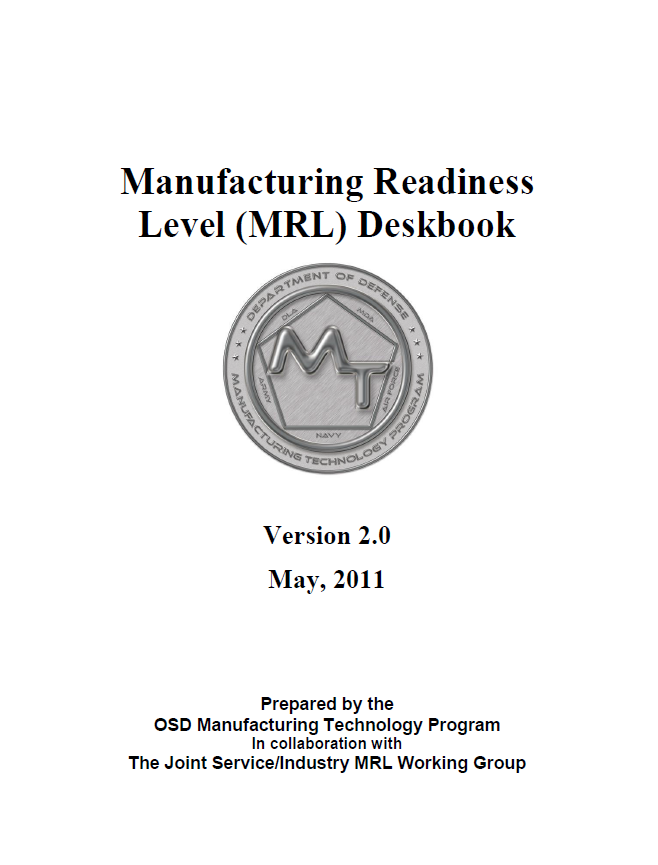 Manufacturing Readiness
Level (MRL) Deskbook
DEPARTMENT OF DEFENSE
DLA
MDA
MT
ARMY
AIR FORCE
NAVY
MANUFACTURING TECHNOLOGY PROGRAM
Version 2.0
May, 2011
Prepared by the
OSD Manufacturing Technology Program
In collaboration with
The Joint Service/Industry MRL Working Group